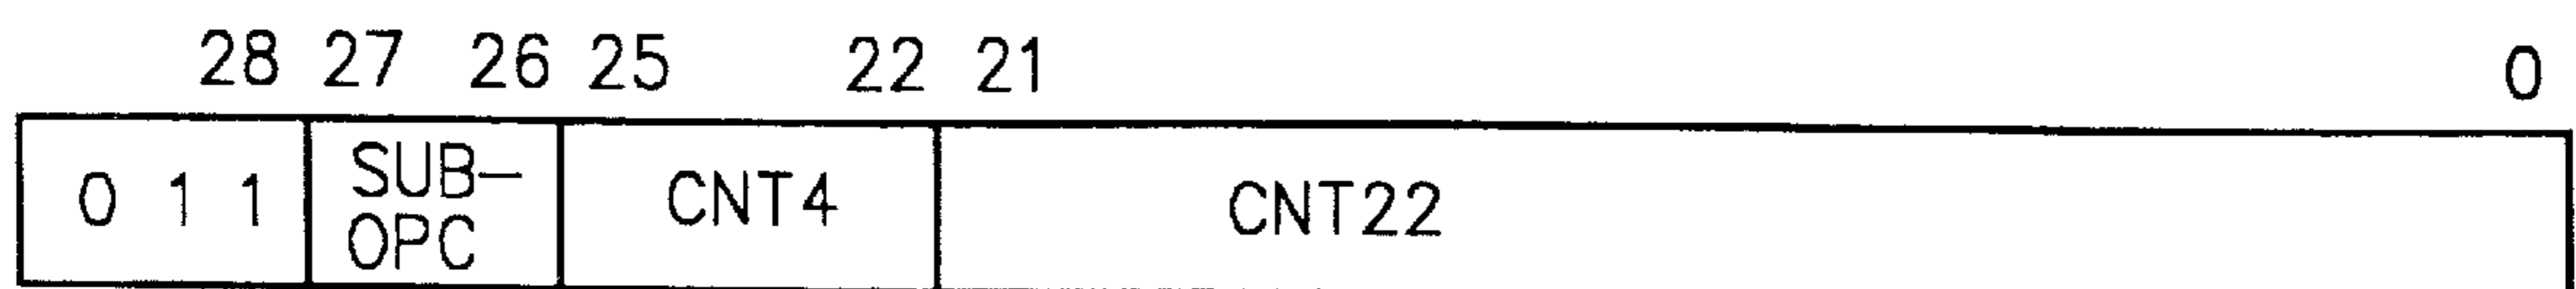 28 27 26 25 22 21 0
0 1 1 SUB- CNT4 CNT22
OPC